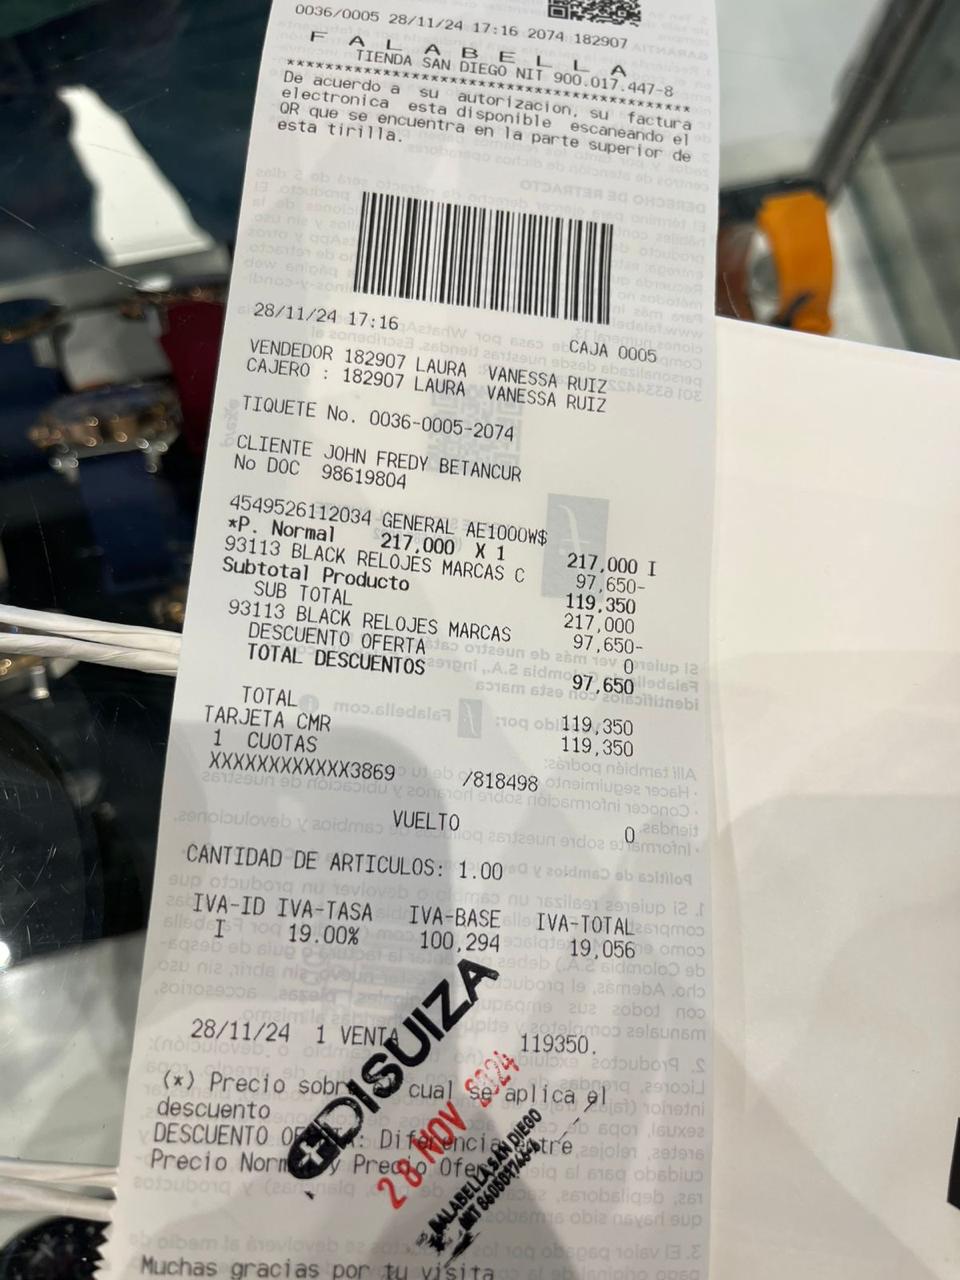 0036/0005 28/11/24 17:16 2074 182907
F A L A B E L L A
TIENDA SAN DIEGO NIT 900.017.447-8
****************************************
De acuerdo a su autorizacion, su factura
electronica esta disponible escaneando el
QR que se encuentra en la parte superior de
esta tirilla.
28/11/24 17:16 CAJA 0005
VENDEDOR 182907 LAURA VANESSA RUIZ
CAJERO : 182907 LAURA VANESSA RUIZ
TIQUETE No. 0036-0005-2074
CLIENTE JOHN FREDY BETANCUR
No DOC 98619804
4549526112034 GENERAL AE1000W$
*P. Normal 217,000 X 1 217,000 I
93113 BLACK RELOJES MARCAS C 97,650-
Subtotal Producto 119,350
SUB TOTAL 217,000
93113 BLACK RELOJES MARCAS 97,650-
DESCUENTO OFERTA 0
TOTAL DESCUENTOS 97,650
TOTAL 119,350
TARJETA CMR 119,350
1 CUOTAS
XXXXXXXXXXXX3869 /818498
VUELTO 0
CANTIDAD DE ARTICULOS: 1.00
IVA-ID IVA-TASA IVA-BASE IVA-TOTAL
I 19.00% 100,294 19,056
28/11/24 1 VENTA 119350.
(*) Precio sobre cual se aplica el
descuento
DESCUENTO Diferencia entre
Precio Normal y Precio Oferta
DISUIZA
28 NOV 2024
FALABELLA SAN DIEGO
Muchas gracias por tu visita